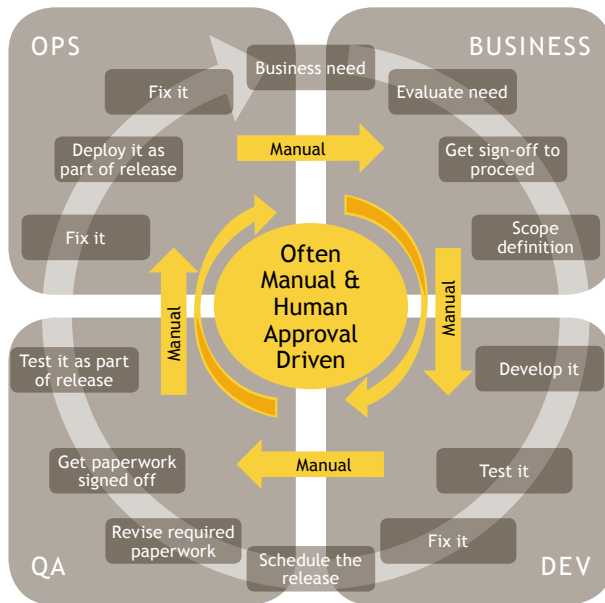 OPS
BUSINESS
Business need
Fix it
Evaluate need
Deploy it as
part of release
Manual
Get sign-off to
proceed
Fix it
Scope
definition
Often
Manual &
Human
Approval
Driven
Manual
Manual
Test it as part
of release
Develop it
Get paperwork
signed off
Manual
Test it
Revise required
paperwork
Fix it
Schedule the
release
QA
DEV